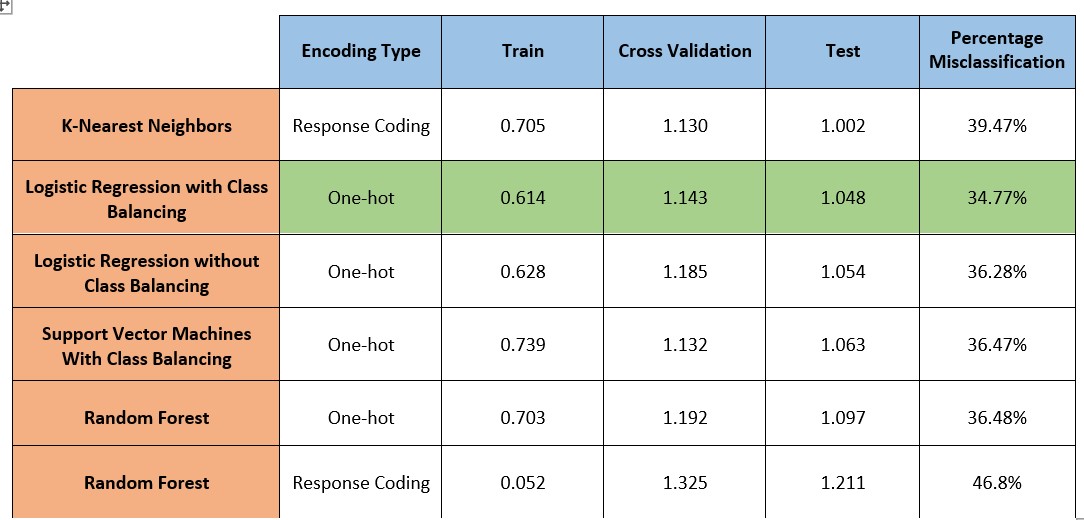 Encoding Type Train Cross Validation Test Percentage
Misclassification
K-Nearest Neighbors Response Coding 0.705 1.130 1.002 39.47%
Logistic Regression with Class
Balancing One-hot 0.614 1.143 1.048 34.77%
Logistic Regression without
Class Balancing One-hot 0.628 1.185 1.054 36.28%
Support Vector Machines
With Class Balancing One-hot 0.739 1.132 1.063 36.47%
Random Forest One-hot 0.703 1.192 1.097 36.48%
Random Forest Response Coding 0.052 1.325 1.211 46.8%